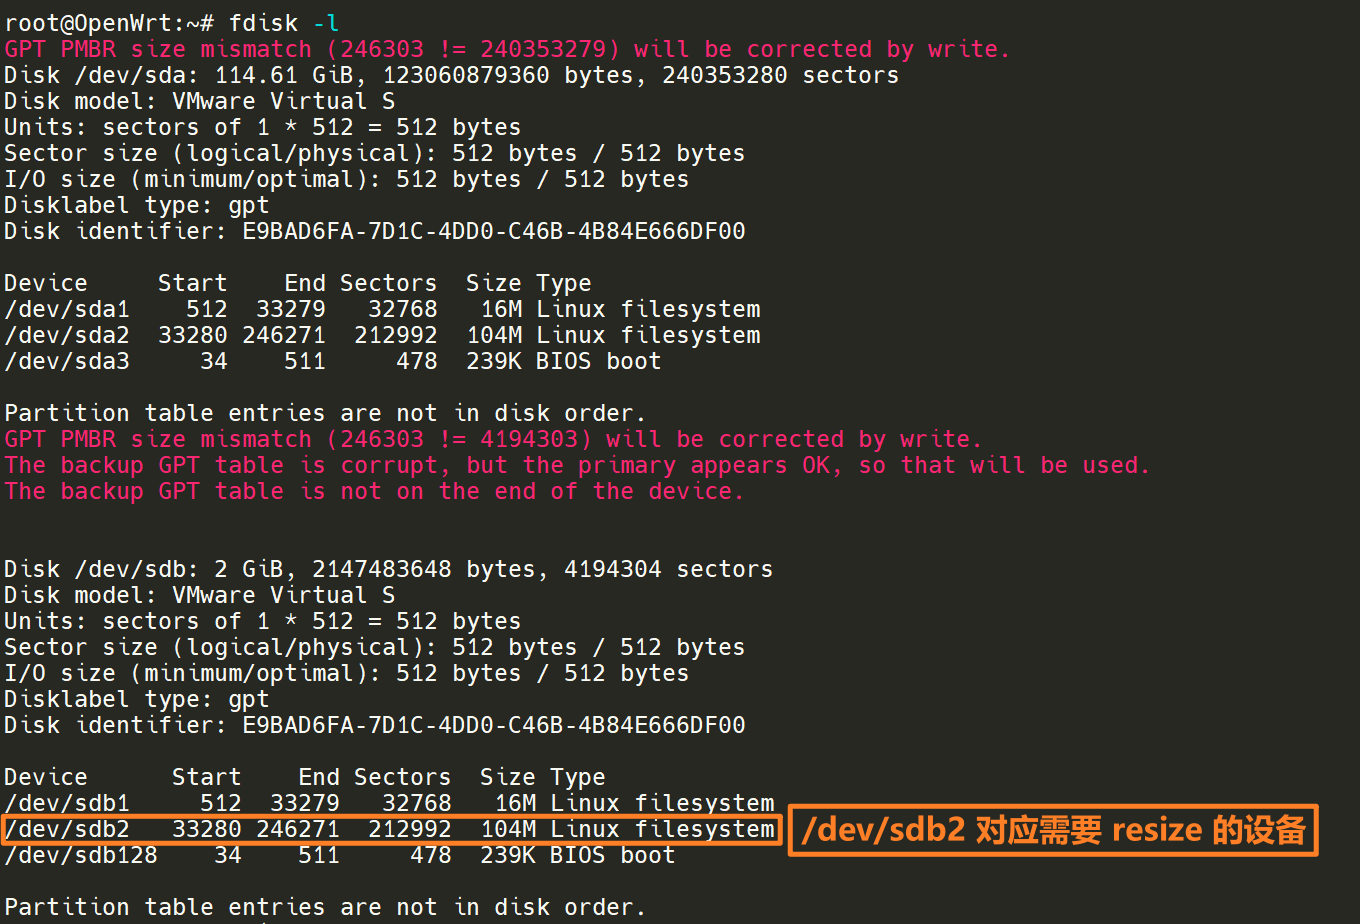 root@OpenWrt:~# fdisk -l
GPT PMBR size mismatch (246303 != 240353279) will be corrected by write.
Disk /dev/sda: 114.61 GiB, 123060879360 bytes, 240353280 sectors
Disk model: VMware Virtual S
Units: sectors of 1 * 512 = 512 bytes
Sector size (logical/physical): 512 bytes / 512 bytes
I/O size (minimum/optimal): 512 bytes / 512 bytes
Disklabel type: gpt
Disk identifier: E9BAD6FA-7D1C-4DD0-C46B-4B84E666DF00
Device     Start    End Sectors  Size Type
/dev/sda1    512  33279   32768   16M Linux filesystem
/dev/sda2  33280 246271  212992  104M Linux filesystem
/dev/sda3     34    511     478  239K BIOS boot
Partition table entries are not in disk order.
GPT PMBR size mismatch (246303 != 4194303) will be corrected by write.
The backup GPT table is corrupt, but the primary appears OK, so that will be used.
The backup GPT table is not on the end of the device.
Disk /dev/sdb: 2 GiB, 2147483648 bytes, 4194304 sectors
Disk model: VMware Virtual S
Units: sectors of 1 * 512 = 512 bytes
Sector size (logical/physical): 512 bytes / 512 bytes
I/O size (minimum/optimal): 512 bytes / 512 bytes
Disklabel type: gpt
Disk identifier: E9BAD6FA-7D1C-4DD0-C46B-4B84E666DF00
Device      Start    End Sectors  Size Type
/dev/sdb1     512  33279   32768   16M Linux filesystem
/dev/sdb2   33280 246271  212992  104M Linux filesystem
/dev/sdb2 对应需要 resize 的设备
/dev/sdb128    34    511     478  239K BIOS boot
Partition table entries are not in disk order.